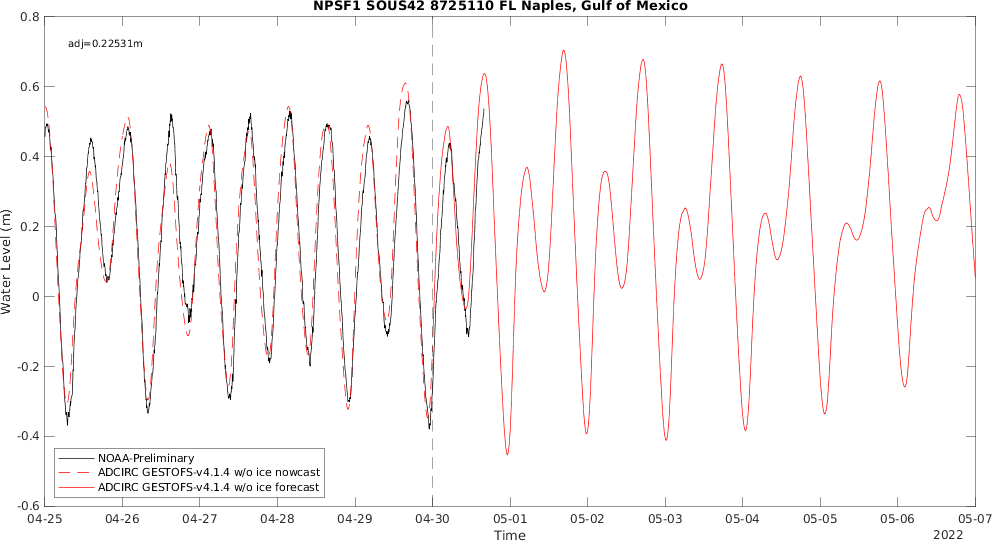 NPSF1 SOUS42 8725110 FL Naples, Gulf of Mexico
adj=0.22531m
Water Level (m)
0.8
0.6
0.4
0.2
0
-0.2
-0.4
-0.6
NOAA-Preliminary
ADCIRC GESTOFS-v4.1.4 w/o ice nowcast
ADCIRC GESTOFS-v4.1.4 w/o ice forecast
04-25 04-26 04-27 04-28 04-29 04-30 05-01 05-02 05-03 05-04 05-05 05-06 05-07
Time
2022